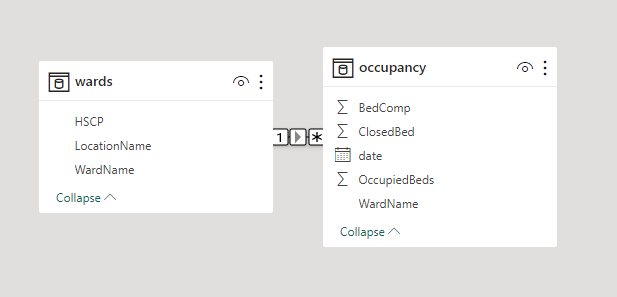 wards
HSCP
LocationName
WardName
Collapse
1
*
occupancy
BedComp
ClosedBed
date
OccupiedBeds
WardName
Collapse